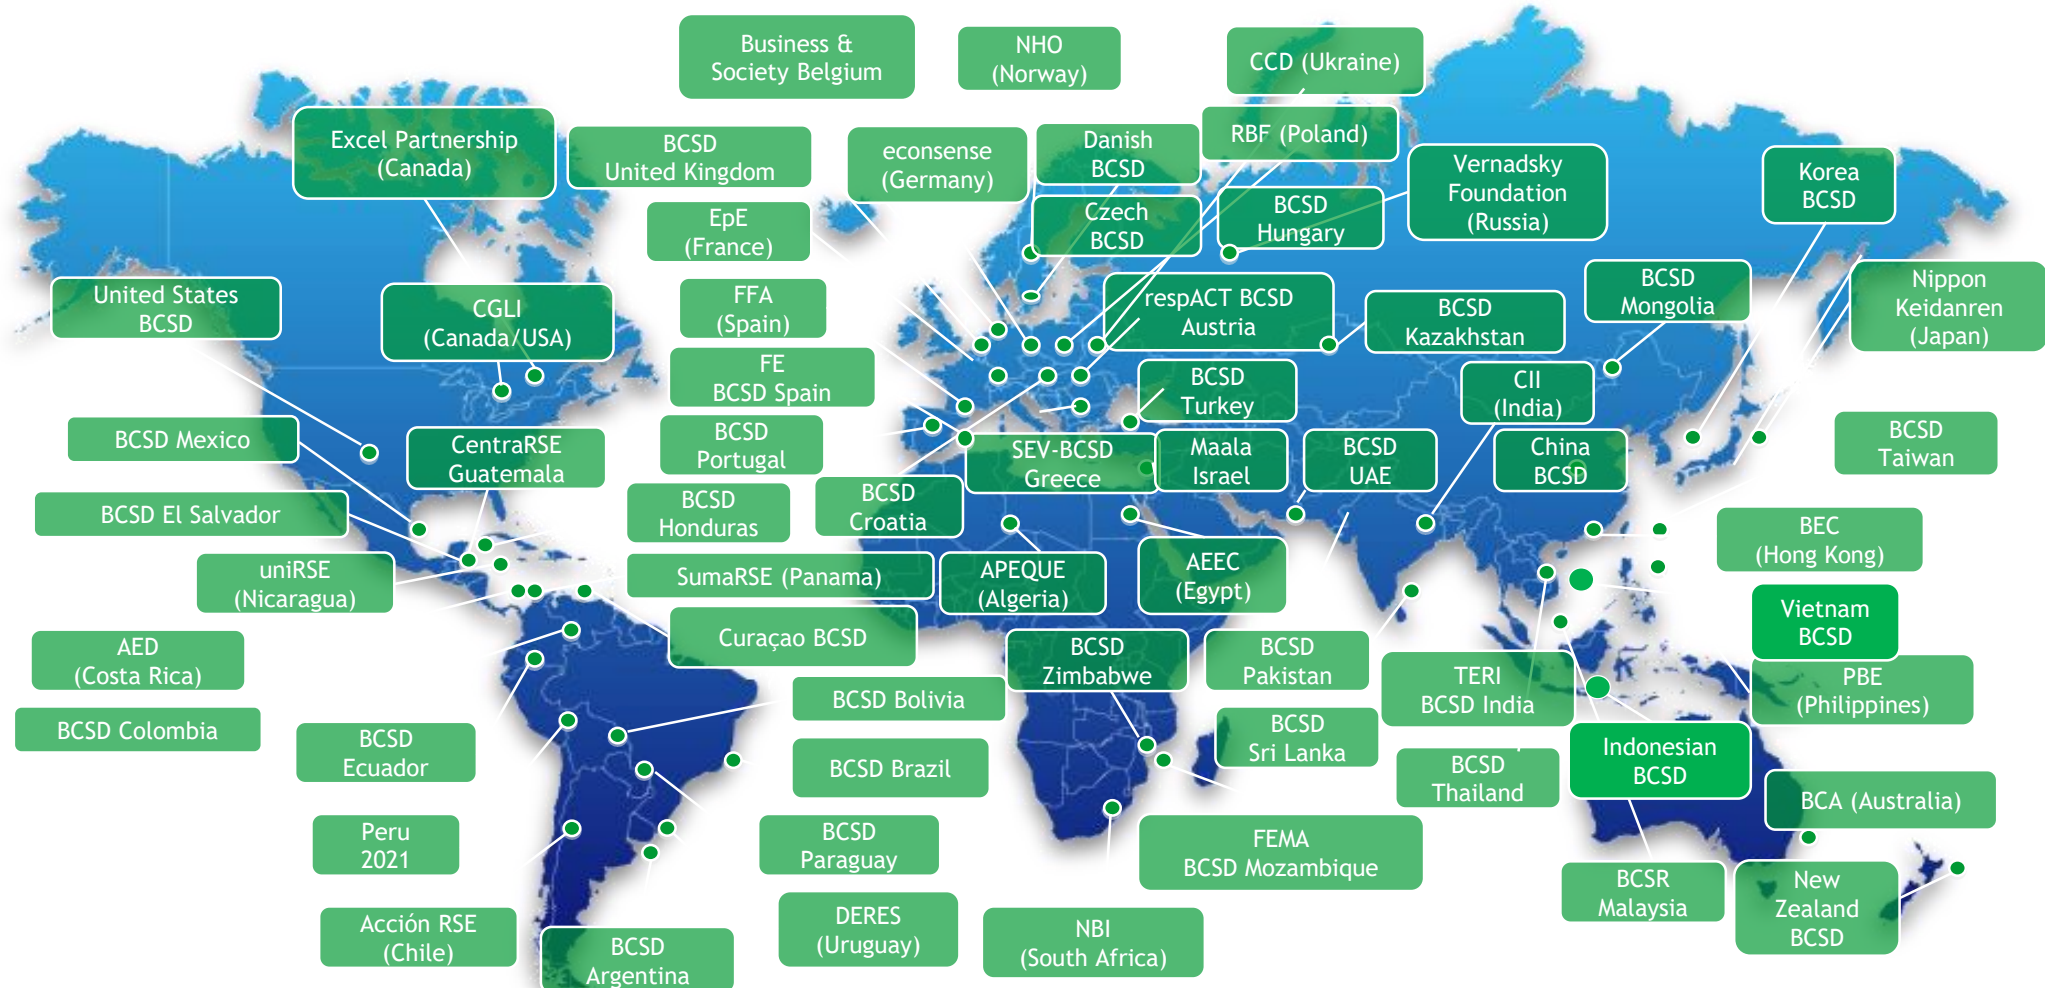 Business &
Society Belgium
NHO
(Norway)
CCD (Ukraine)
Excel Partnership
(Canada)
BCSD
United Kingdom
econsense
(Germany)
Danish
BCSD
RBF (Poland)
Vernadsky
Foundation
(Russia)
Korea
BCSD
EpE
(France)
Czech
BCSD
BCSD
Hungary
United States
BCSD
CGLI
(Canada/USA)
FFA
(Spain)
respACT BCSD
Austria
BCSD
Kazakhstan
BCSD
Mongolia
Nippon
Keidanren
(Japan)
FE
BCSD Spain
BCSD
Turkey
CII
(India)
BCSD Mexico
CentraRSE
Guatemala
BCSD
Portugal
SEV-BCSD
Greece
Maala
Israel
BCSD
UAE
China
BCSD
BCSD
Taiwan
BCSD El Salvador
BCSD
Honduras
BCSD
Croatia
BEC
(Hong Kong)
uniRSE
(Nicaragua)
SumaRSE (Panama)
APEQUE
(Algeria)
AEEC
(Egypt)
Vietnam
BCSD
AED
(Costa Rica)
Curaçao BCSD
BCSD
Zimbabwe
BCSD
Pakistan
TERI
BCSD India
PBE
(Philippines)
BCSD Colombia
BCSD Bolivia
BCSD
Sri Lanka
BCSD
Ecuador
BCSD Brazil
BCSD
Thailand
Indonesian
BCSD
BCA (Australia)
Peru
2021
BCSD
Paraguay
FEMA
BCSD Mozambique
BCSR
Malaysia
New
Zealand
BCSD
Acción RSE
(Chile)
BCSD
Argentina
DERES
(Uruguay)
NBI
(South Africa)